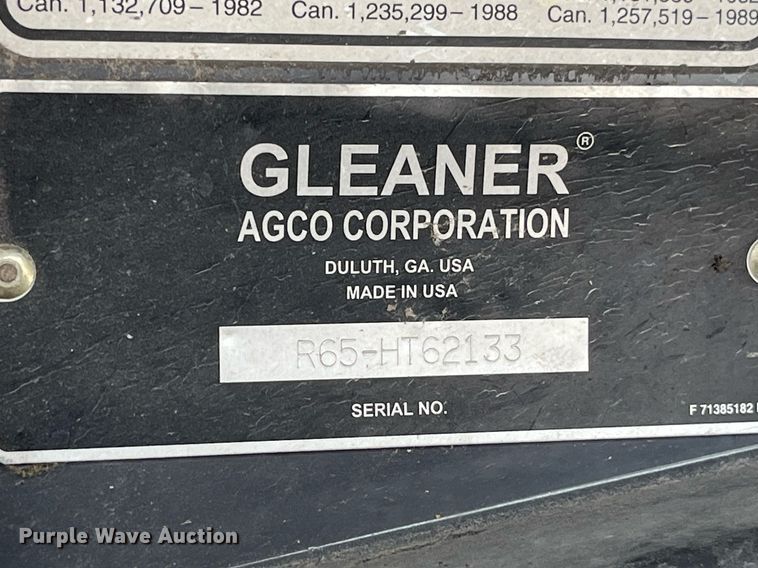 Can. 1,132,709 – 1982 Can. 1,235,299 – 1988 Can. 1,257,519 – 1989
GLEANER®
AGCO CORPORATION
DULUTH, GA. USA
MADE IN USA
R65-HT62133
SERIAL NO.
F 71385182
Purple Wave Auction®